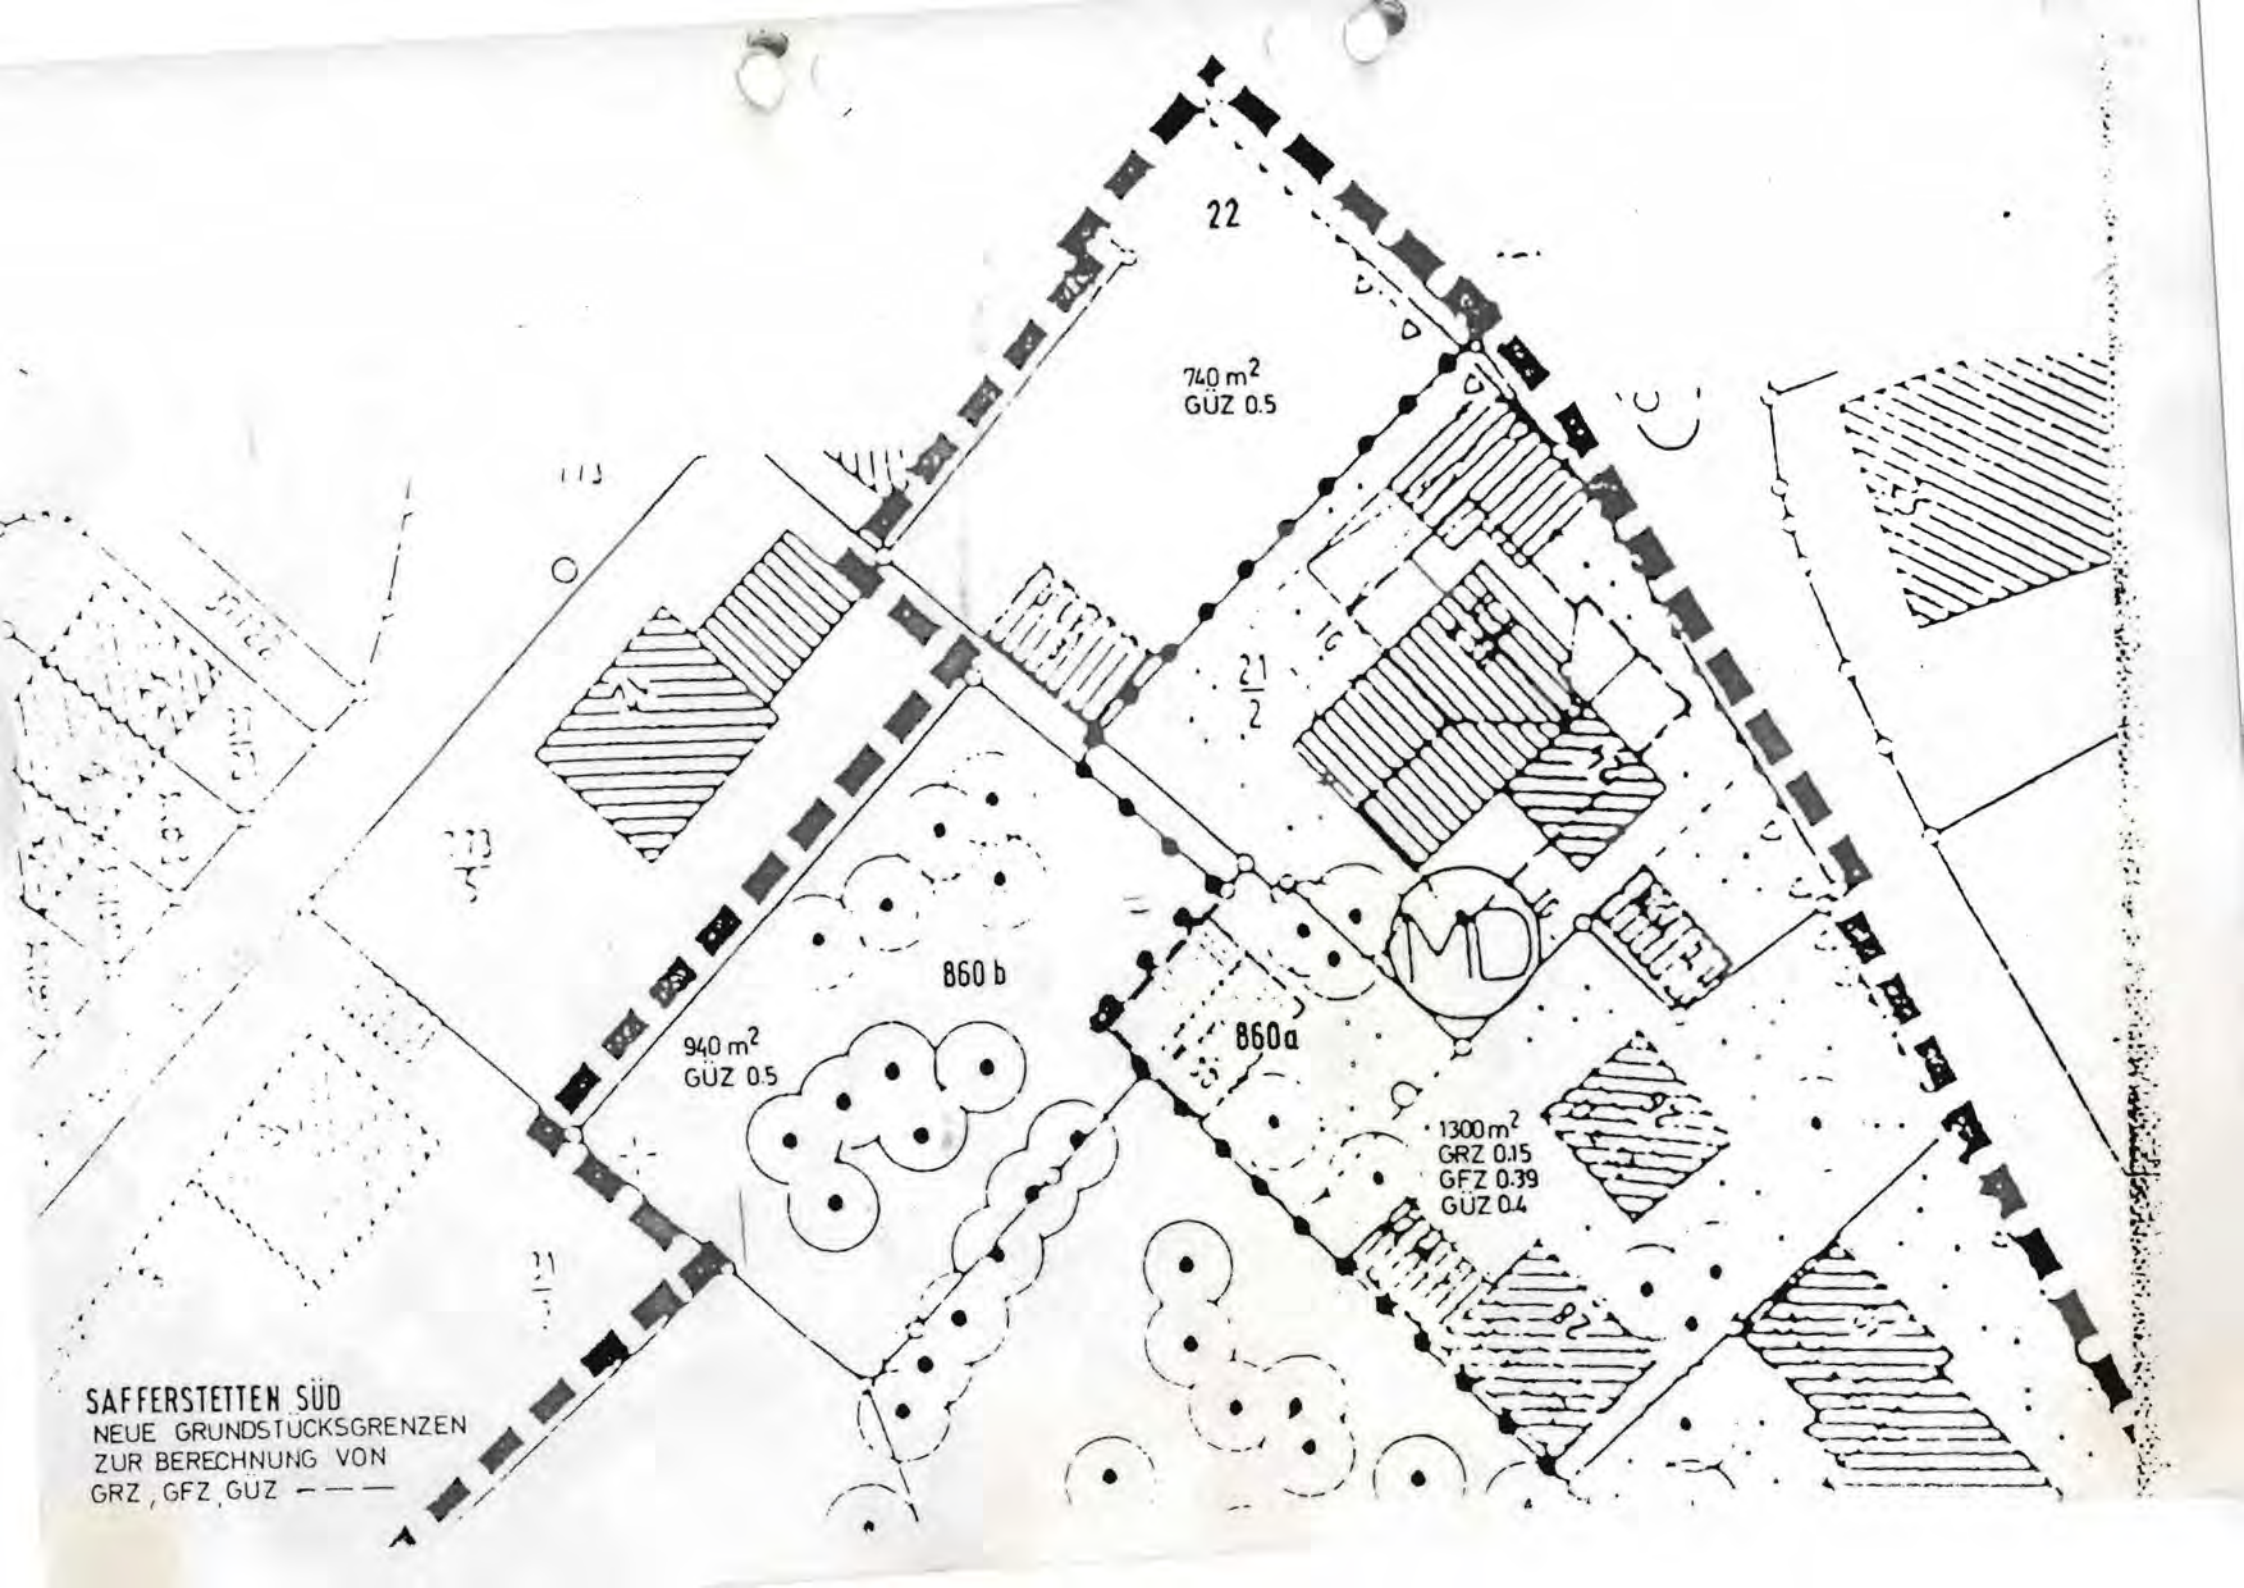 22
740 m²
GÜZ 0.5
21
2
MD
860 b
860a
940 m²
GÜZ 0.5
1300 m²
GRZ 0.15
GFZ 0.39
GÜZ 0.4
28
SAFFERSTETTEN SÜD
NEUE GRUNDSTÜCKSGRENZEN
ZUR BERECHNUNG VON
GRZ, GFZ, GÜZ